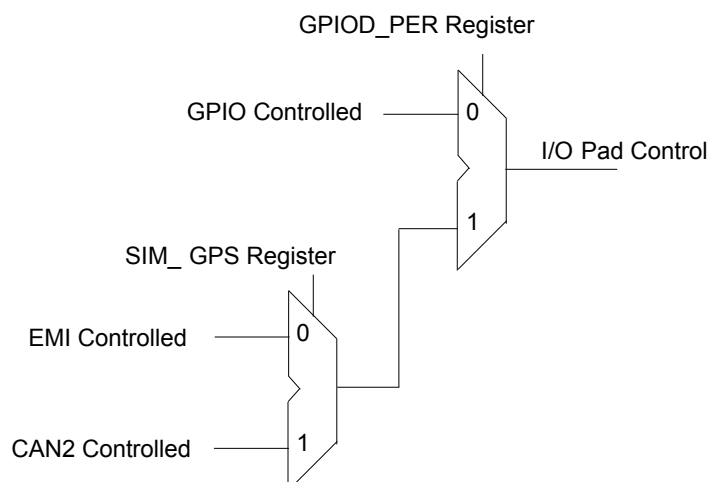 GPIOD_PER Register
GPIO Controlled
0
I/O Pad Control
1
SIM_ GPS Register
EMI Controlled
0
CAN2 Controlled
1